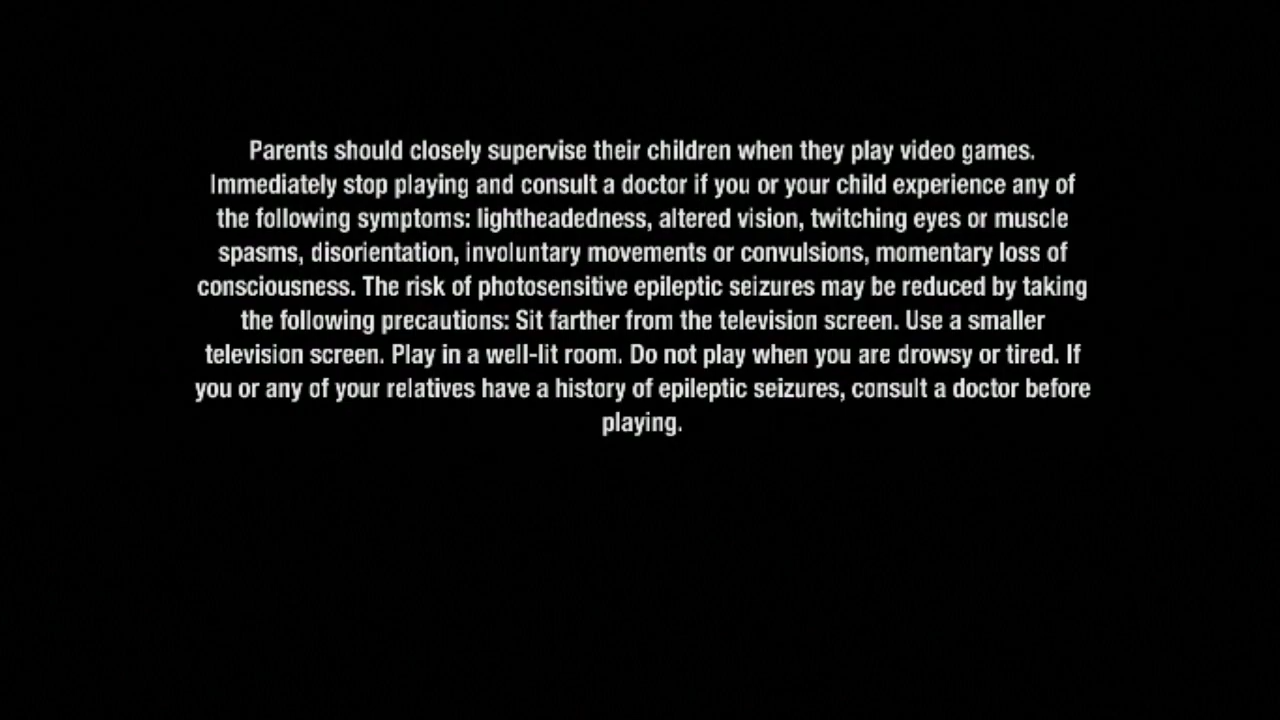 Parents should closely supervise their children when they play video games.
Immediately stop playing and consult a doctor if you or your child experience any of
the following symptoms: lightheadedness, altered vision, twitching eyes or muscle
spasms, disorientation, involuntary movements or convulsions, momentary loss of
consciousness. The risk of photosensitive epileptic seizures may be reduced by taking
the following precautions: Sit farther from the television screen. Use a smaller
television screen. Play in a well-lit room. Do not play when you are drowsy or tired. If
you or any of your relatives have a history of epileptic seizures, consult a doctor before
playing.